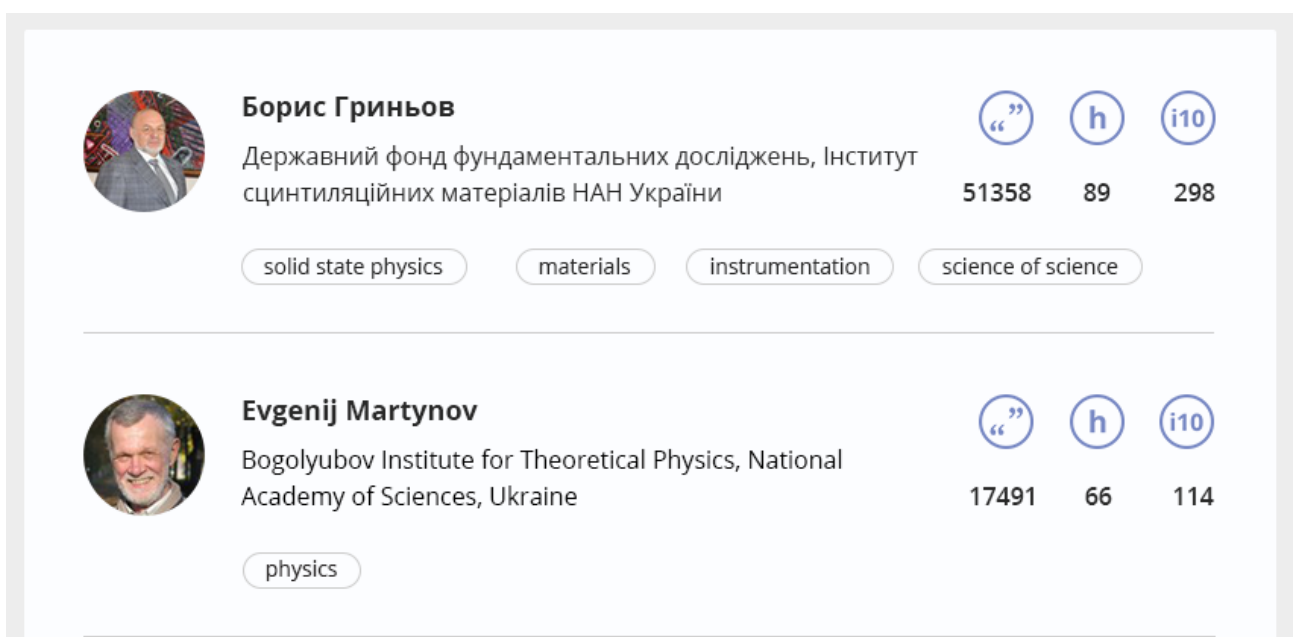 Борис Гриньов
„”
h
i10
Державний фонд фундаментальних досліджень, Інститут
сцинтиляційних матеріалів НАН України
51358 89 298
solid state physics materials instrumentation science of science
Evgenij Martynov
„”
h
i10
Bogolyubov Institute for Theoretical Physics, National
Academy of Sciences, Ukraine
17491 66 114
physics